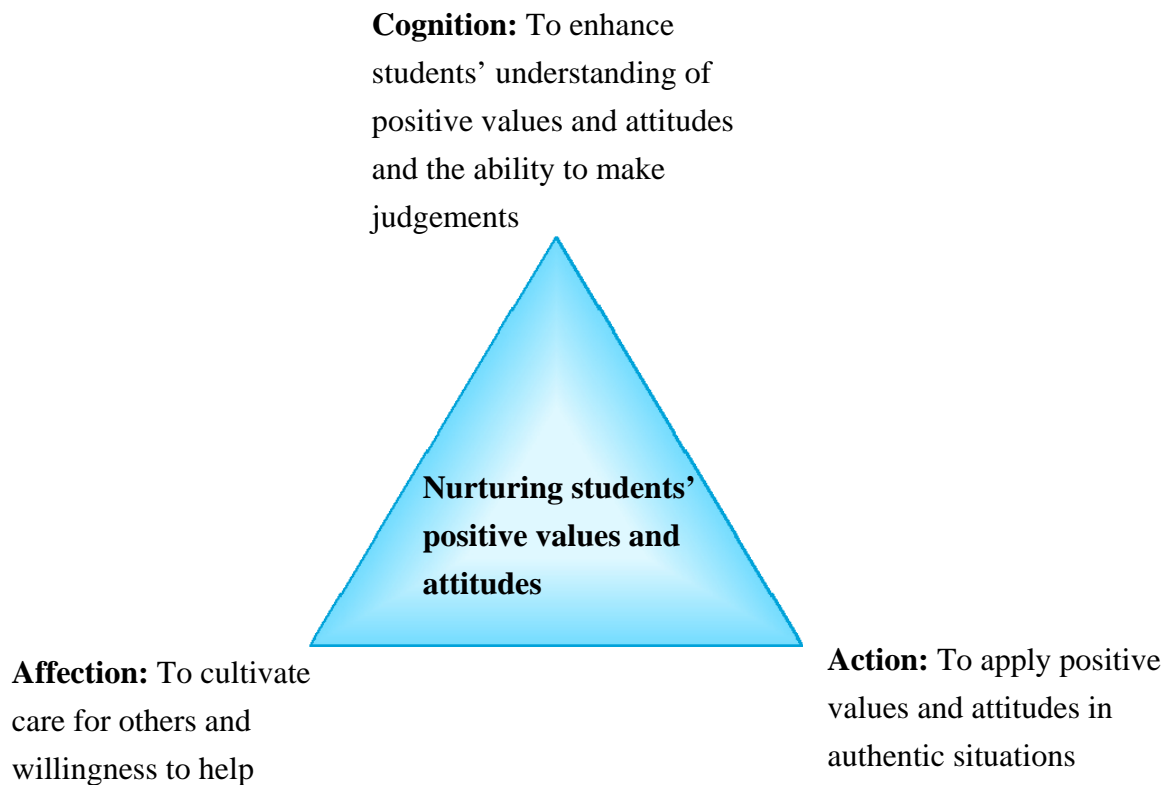 Cognition: To enhance
students’ understanding of
positive values and attitudes
and the ability to make
judgements
Nurturing students’
positive values and
attitudes
Affection: To cultivate
care for others and
willingness to help
Action: To apply positive
values and attitudes in
authentic situations